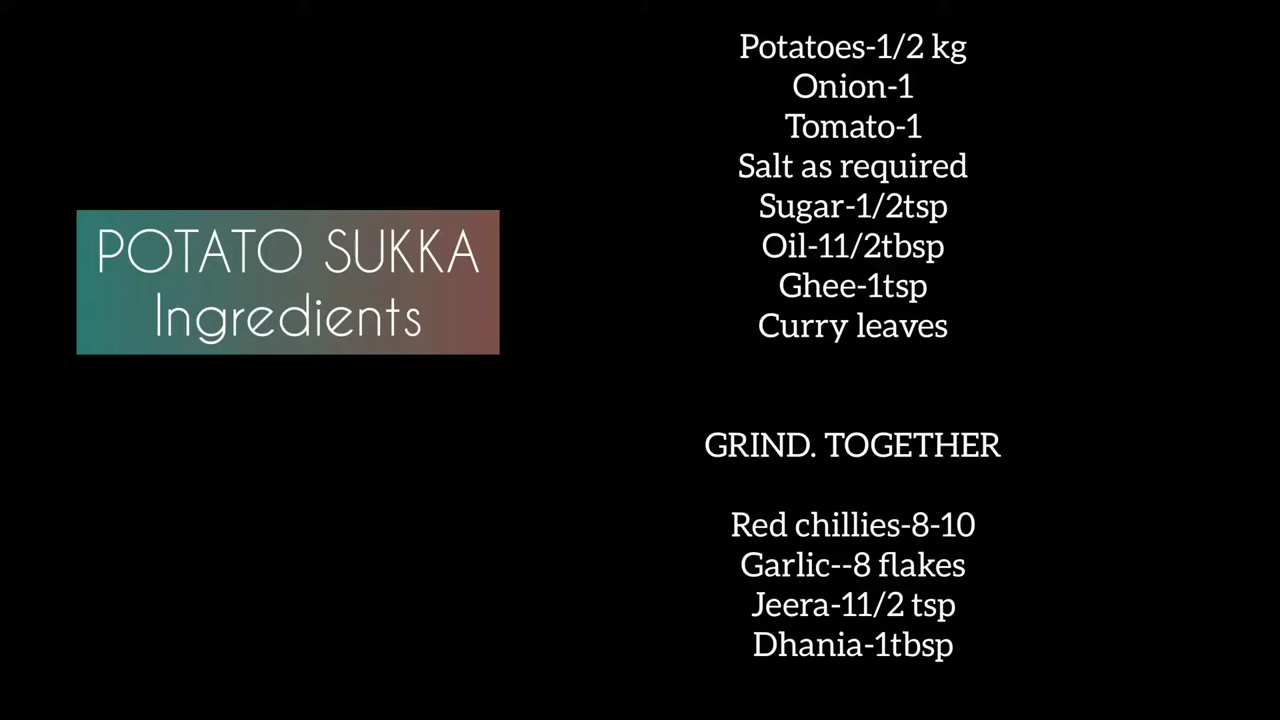 POTATO SUKKA
Ingredients
Potatoes-1/2 kg
Onion-1
Tomato-1
Salt as required
Sugar-1/2tsp
Oil-11/2tbsp
Ghee-1tsp
Curry leaves
GRIND. TOGETHER
Red chillies-8-10
Garlic--8 flakes
Jeera-11/2 tsp
Dhania-1tbsp